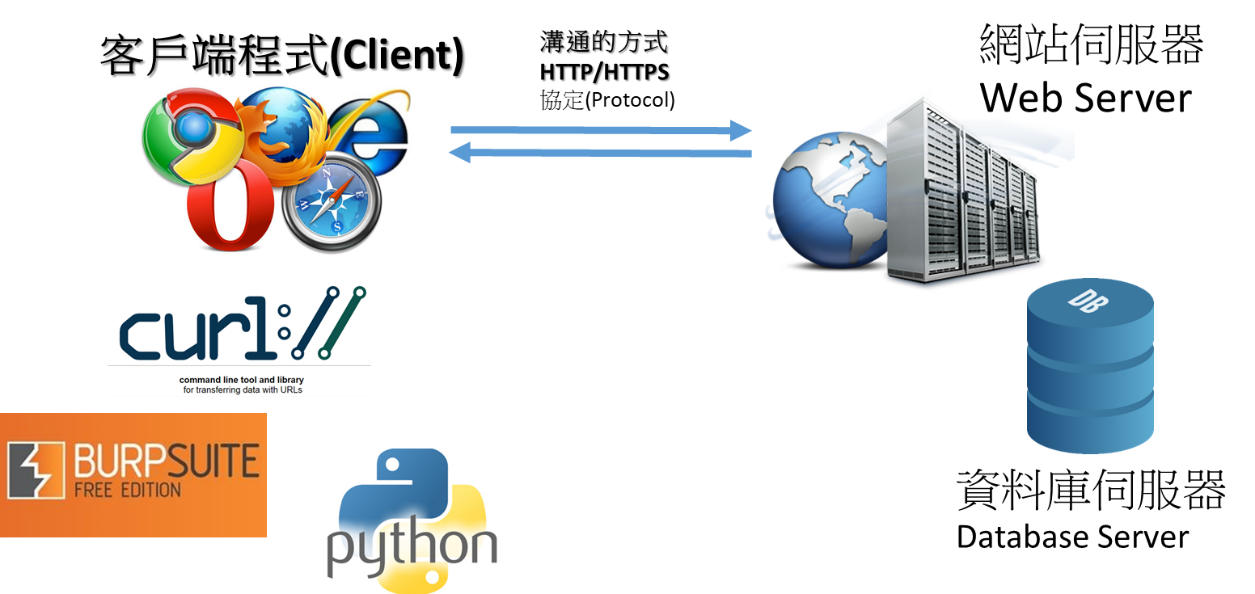 客戶端程式(Client)
溝通的方式
HTTP/HTTPS
協定(Protocol)
網站伺服器
Web Server
curl://
command line tool and library
for transferring data with URLs
DB
BURPSUITE
FREE EDITION
python
資料庫伺服器
Database Server